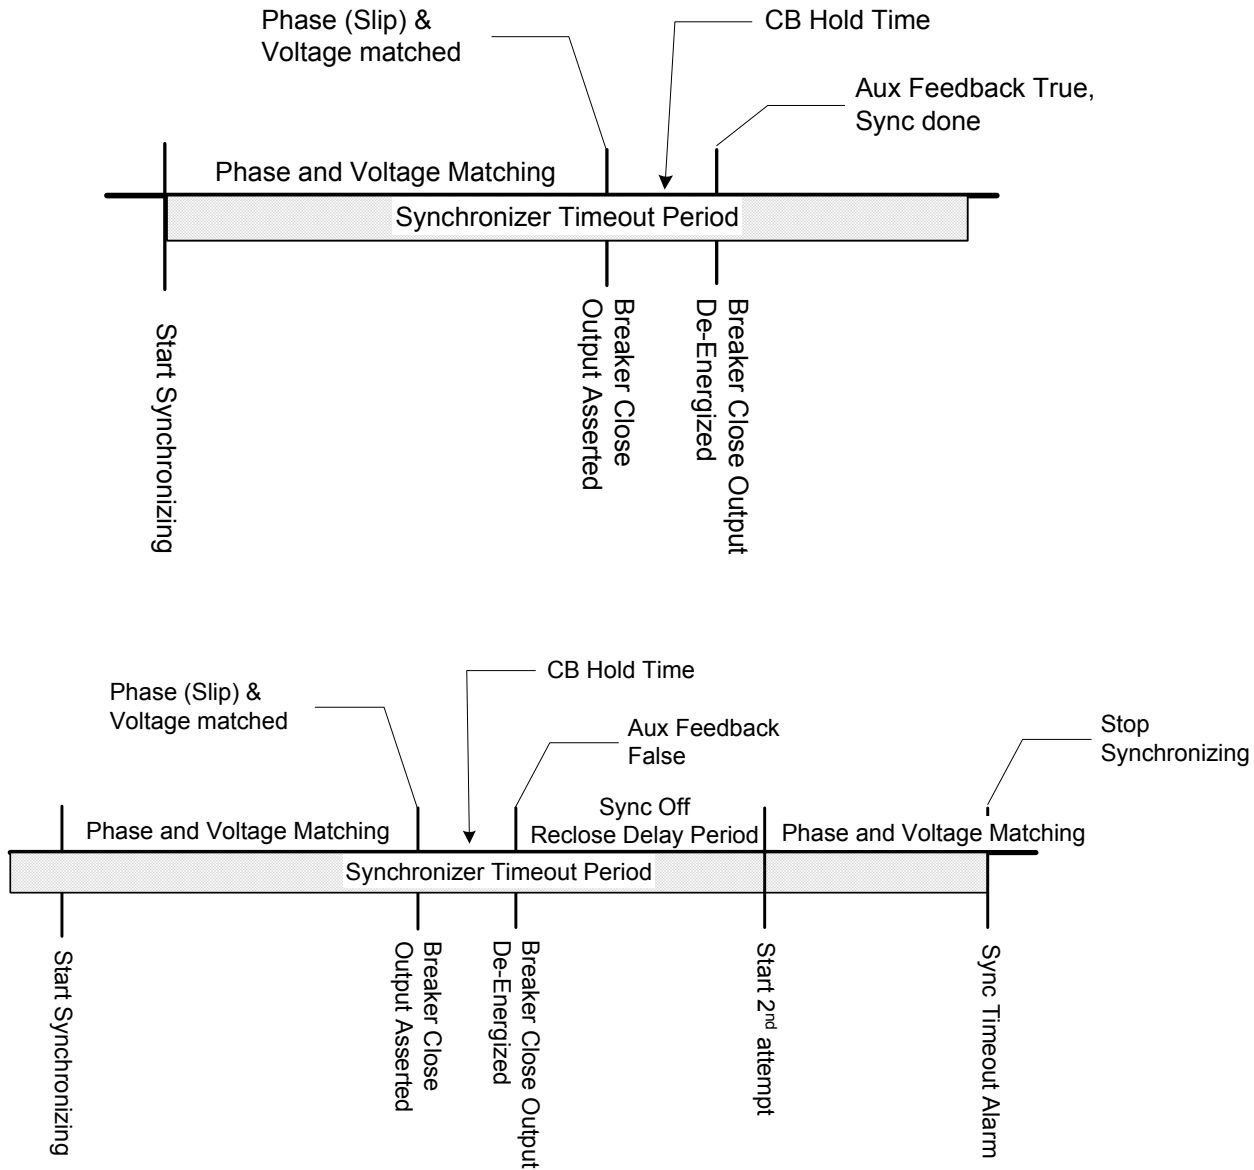 Phase (Slip) &
Voltage matched
CB Hold Time
Aux Feedback True,
Sync done
Phase and Voltage Matching
Synchronizer Timeout Period
Start Synchronizing
Breaker Close
Output Asserted
Breaker Close Output
De-Energized
Phase (Slip) &
Voltage matched
CB Hold Time
Aux Feedback
False
Stop
Synchronizing
Phase and Voltage Matching
Sync Off
Reclose Delay Period
Phase and Voltage Matching
Synchronizer Timeout Period
Start Synchronizing
Breaker Close
Output Asserted
Breaker Close Output
De-Energized
Start 2nd attempt
Sync Timeout Alarm